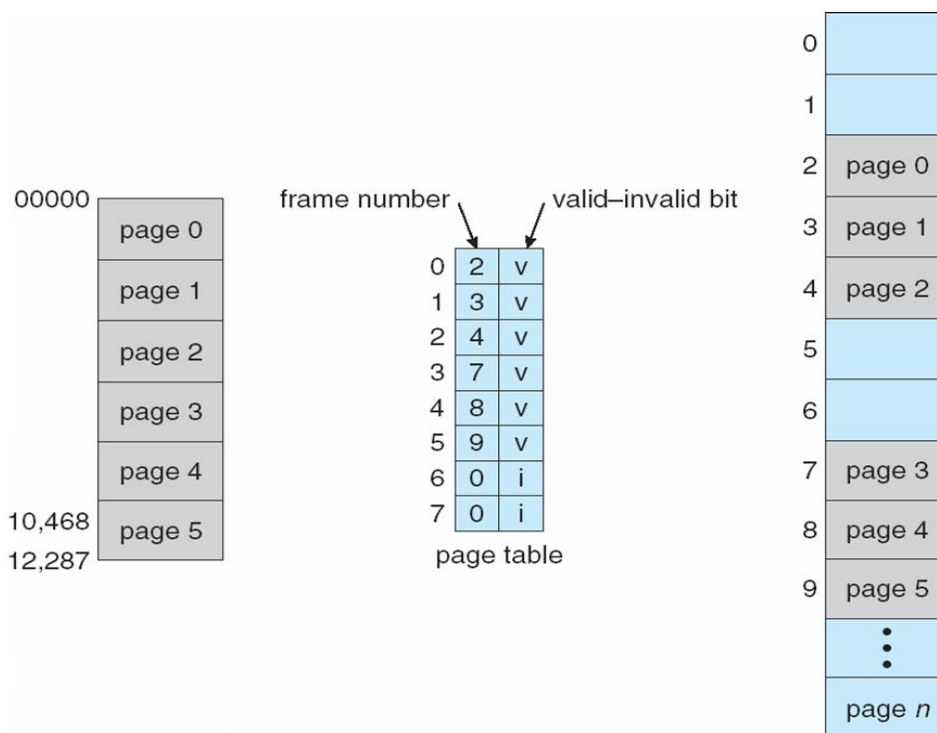 00000
page 0
page 1
page 2
page 3
page 4
page 5
10,468
12,287
frame number
valid–invalid bit
0 2 v
1 3 v
2 4 v
3 7 v
4 8 v
5 9 v
6 0 i
7 0 i
page table
0
1
2 page 0
3 page 1
4 page 2
5
6
7 page 3
8 page 4
9 page 5
page n